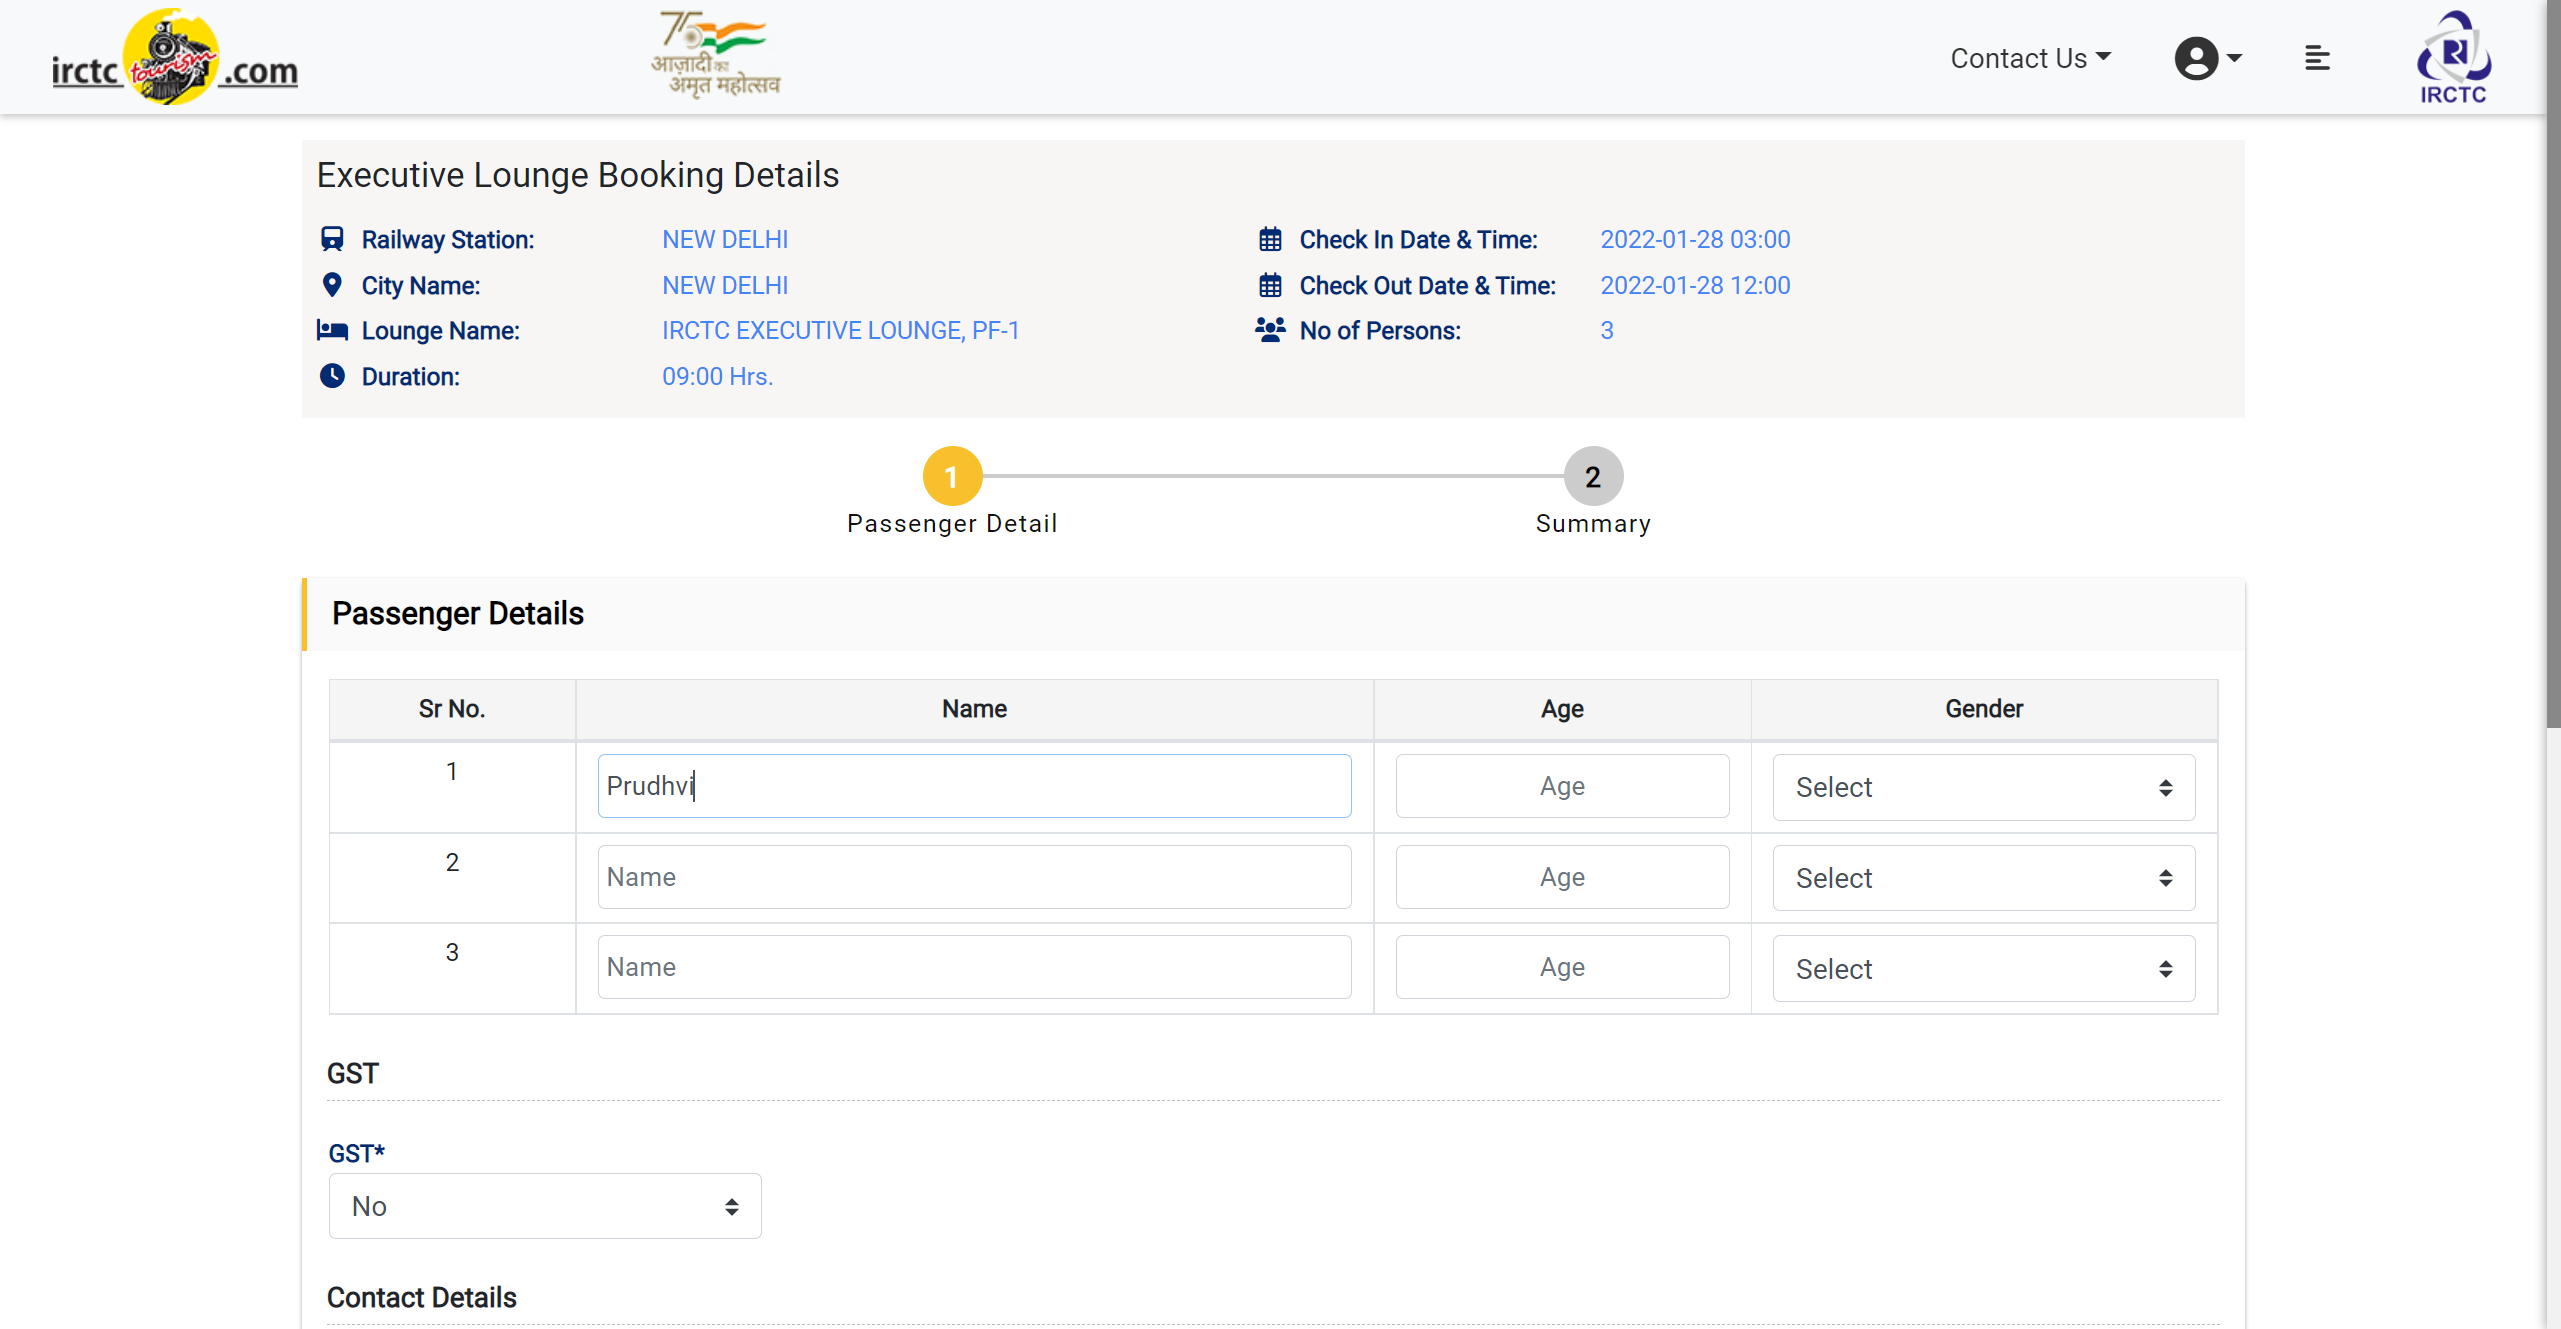 irctc tourism .com
75
आज़ादी का
अमृत महोत्सव
Contact Us
IRCTC
Executive Lounge Booking Details
Railway Station: NEW DELHI
Check In Date & Time: 2022-01-28 03:00
City Name: NEW DELHI
Check Out Date & Time: 2022-01-28 12:00
Lounge Name: IRCTC EXECUTIVE LOUNGE, PF-1
No of Persons: 3
Duration: 09:00 Hrs.
1 2
Passenger Detail Summary
Passenger Details
Sr No. Name Age Gender
1 Prudhvi Age Select
2 Name Age Select
3 Name Age Select
GST
GST*
No
Contact Details